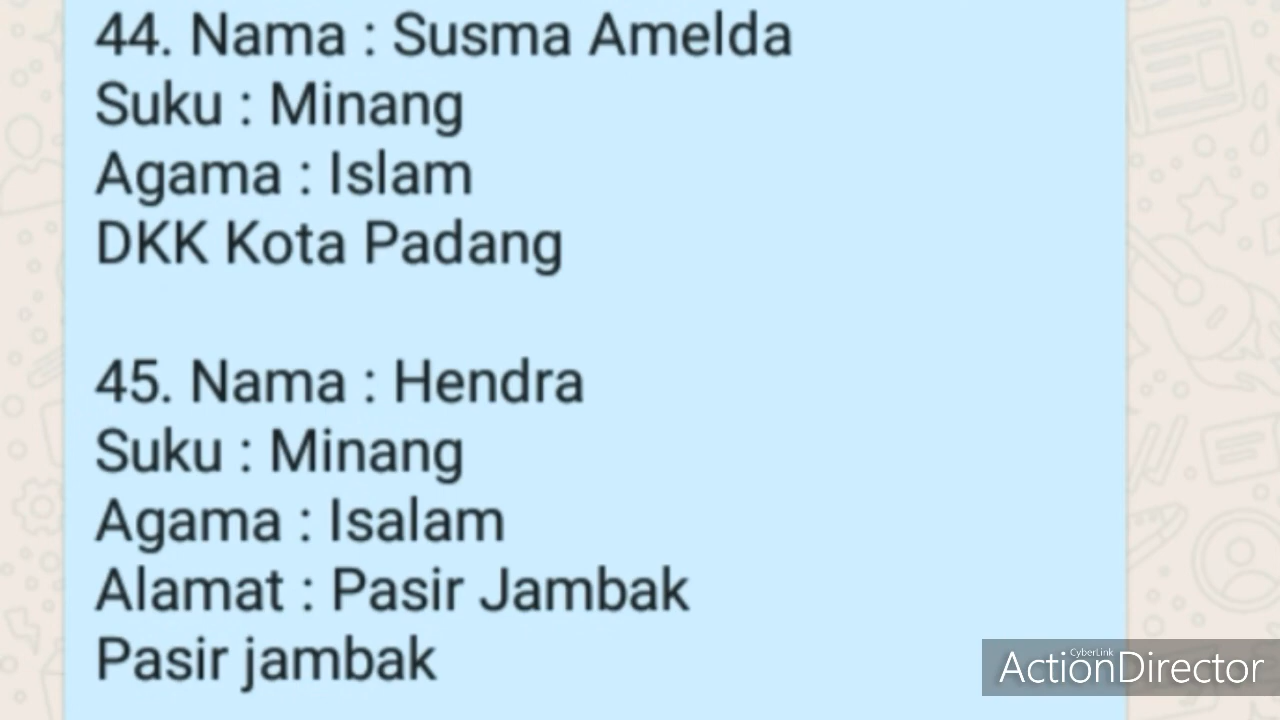 44. Nama : Susma Amelda
Suku : Minang
Agama : Islam
DKK Kota Padang
45. Nama : Hendra
Suku : Minang
Agama : Isalam
Alamat : Pasir Jambak
Pasir jambak
CyberLink
ActionDirector